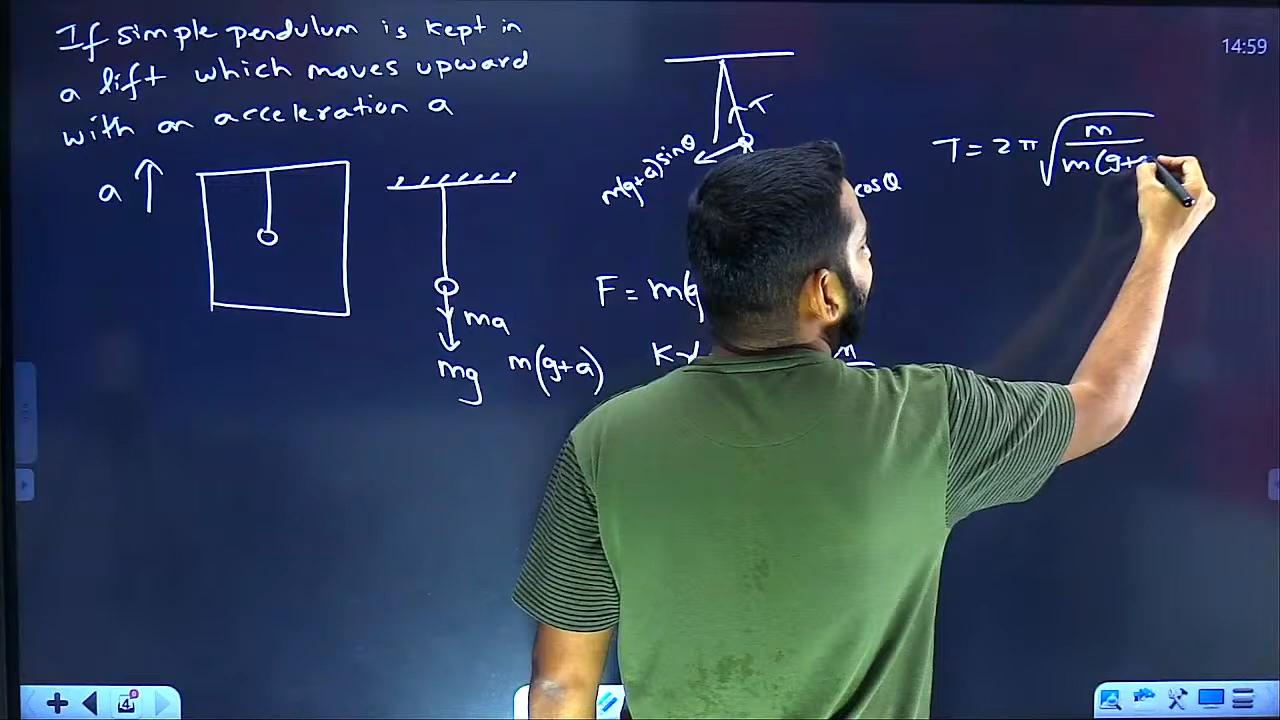 If simple pendulum is kept in
a lift which moves upward
with an acceleration a
a
ma
mg
m(g+a)
T
m(g+a)sinθ
cosθ
F = m(g
K
m
T = 2π √ m
m(g+a
14:59
4